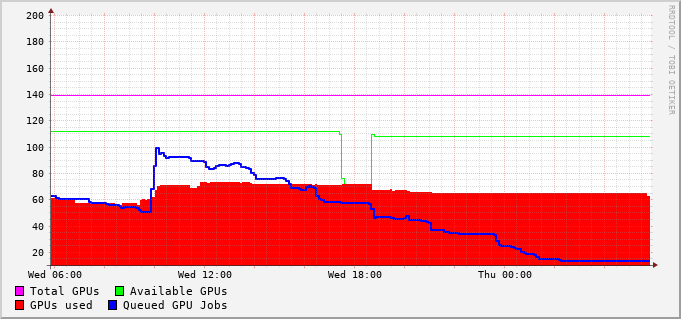 200
180
160
140
120
100
80
60
40
20
Wed 06:00 Wed 12:00 Wed 18:00 Thu 00:00
Total GPUs Available GPUs
GPUs used Queued GPU Jobs
RRDTOOL / TOBI OETIKER